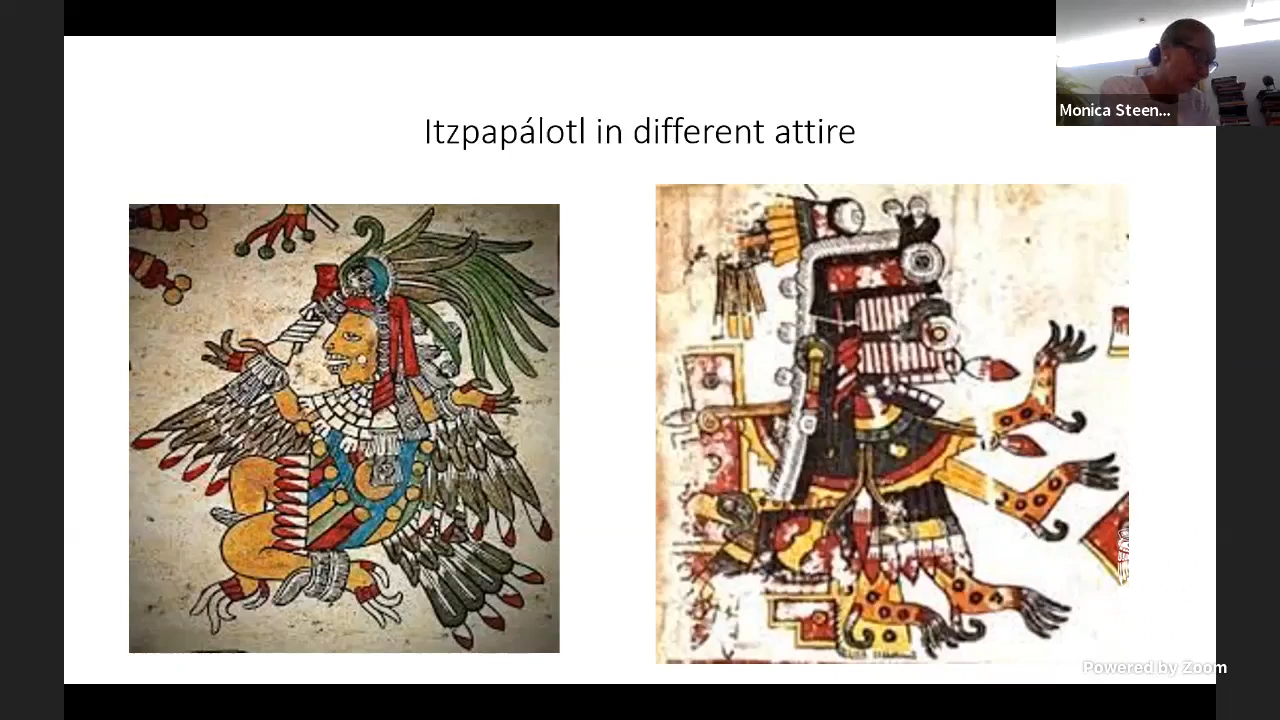 Itzpapálotl in different attire
Monica Steen...
Powered by Zoom